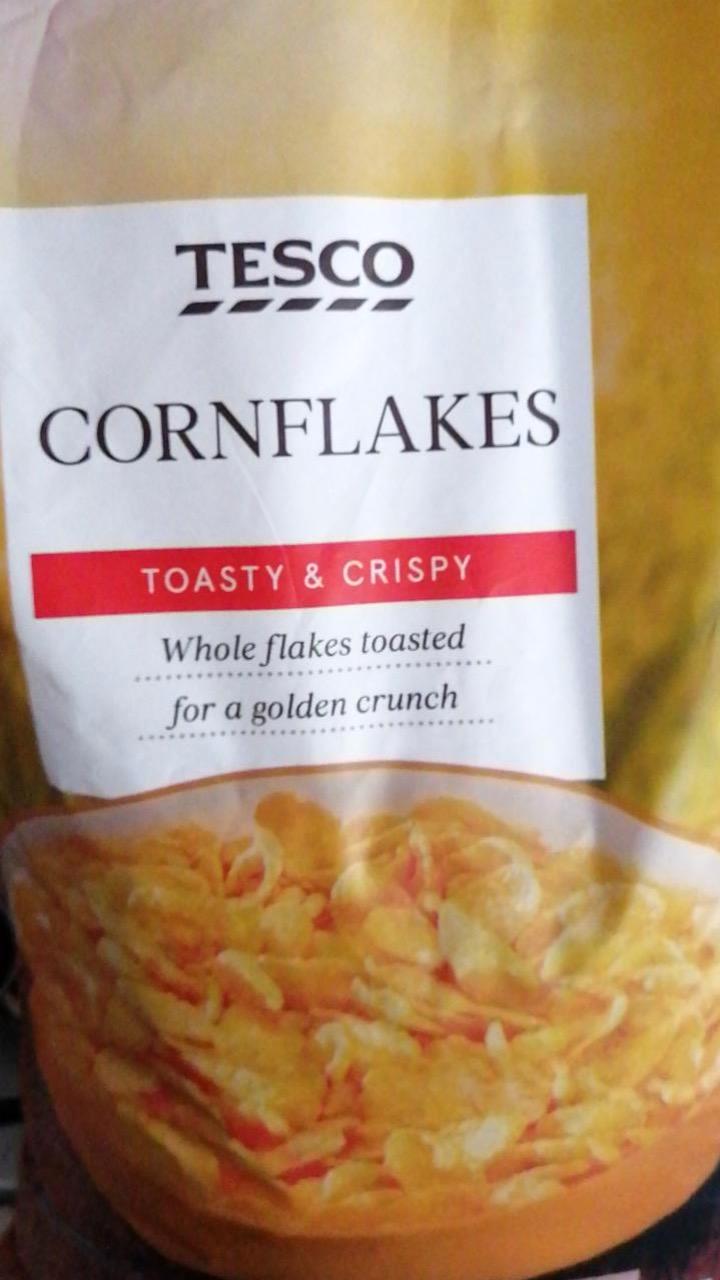 TESCO
CORNFLAKES
TOASTY & CRISPY
Whole flakes toasted
for a golden crunch